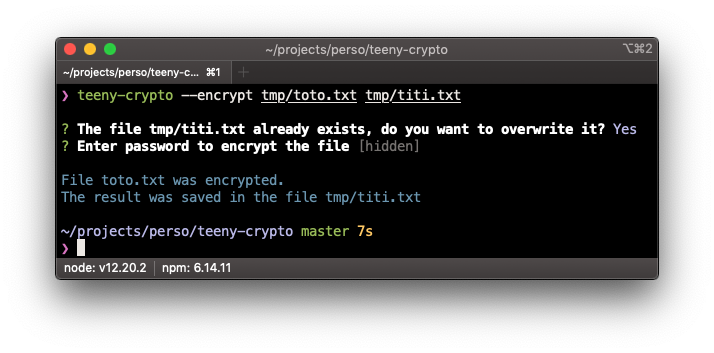 ~/projects/perso/teeny-crypto ⌥⌘2
~/projects/perso/teeny-c... ⌘1 +
❯ teeny-crypto --encrypt tmp/toto.txt tmp/titi.txt
? The file tmp/titi.txt already exists, do you want to overwrite it? Yes
? Enter password to encrypt the file [hidden]
File toto.txt was encrypted.
The result was saved in the file tmp/titi.txt
~/projects/perso/teeny-crypto master 7s
❯
node: v12.20.2 npm: 6.14.11